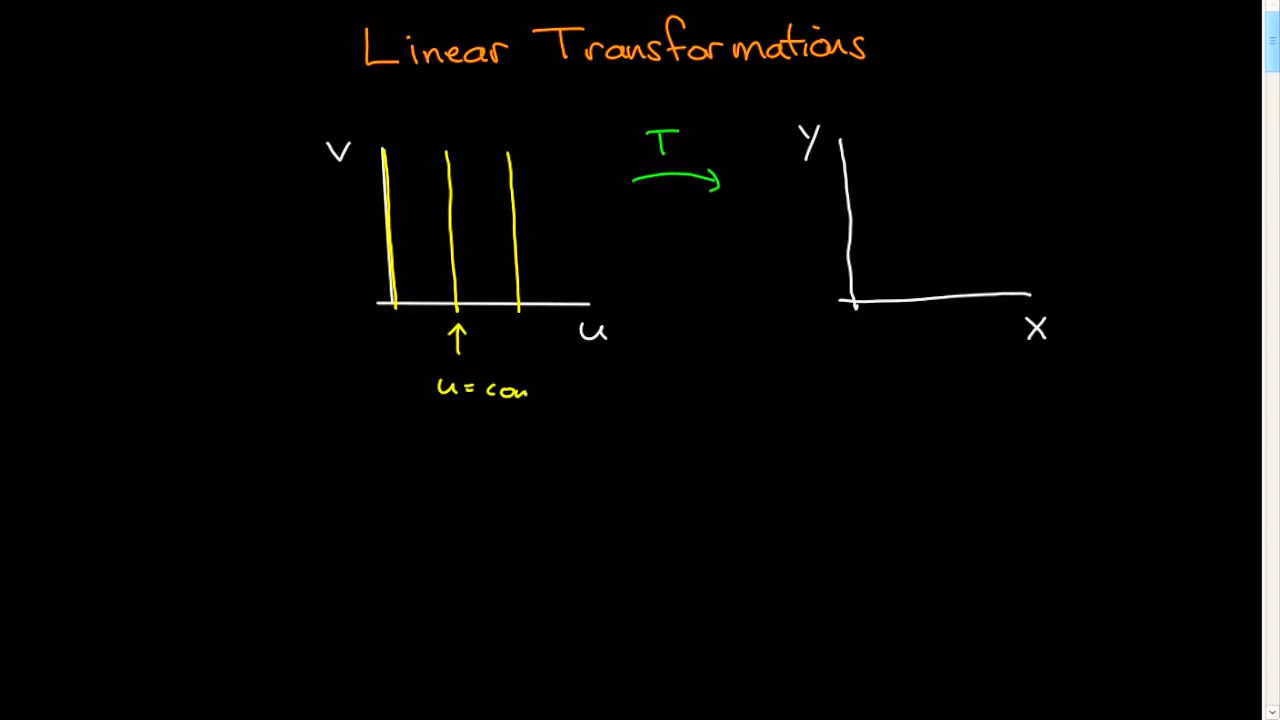 Linear Transformations
V
T
y
u
x
u = con